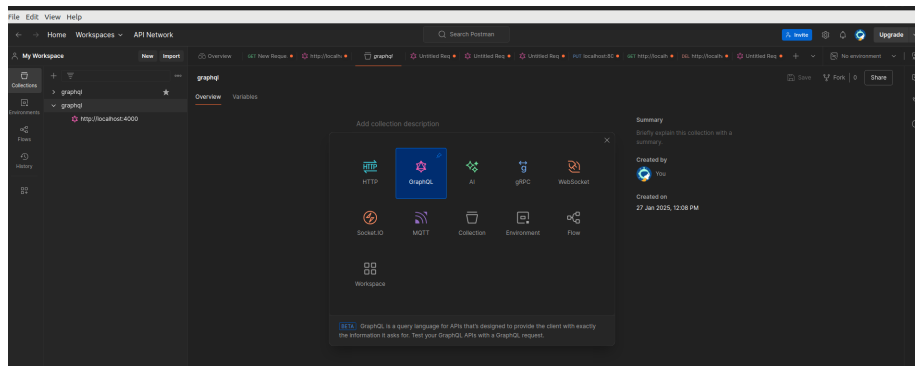 File Edit View Help
Home Workspaces API Network
Search Postman
Invite
Upgrade
My Workspace
New Import
Overview
GET New Reque
http://localh
graphql
Untitled Req
Untitled Req
Untitled Req
PUT localhost:80
GET http://localh
DEL http://localh
Untitled Req
No environment
Collections
Environments
Flows
History
graphql
graphql
http://localhost:4000
graphql
Save
Fork 0
Share
Overview Variables
Add collection description
HTTP
GraphQL
AI
gRPC
WebSocket
Socket.IO
MQTT
Collection
Environment
Flow
Workspace
BETA GraphQL is a query language for APIs that's designed to provide the client with exactly
the information it asks for. Test your GraphQL APIs with a GraphQL request.
Summary
Briefly explain this collection with a
summary.
Created by
You
Created on
27 Jan 2025, 12:08 PM